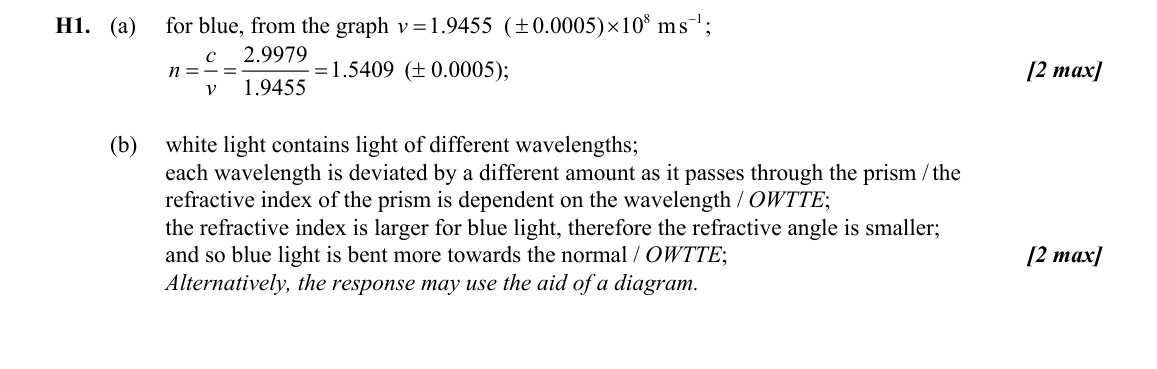 H1. (a) for blue, from the graph v = 1.9455 (± 0.0005)×10⁸ m s⁻¹;
n = c/v = 2.9979/1.9455 = 1.5409 (± 0.0005); [2 max]
(b) white light contains light of different wavelengths;
each wavelength is deviated by a different amount as it passes through the prism / the
refractive index of the prism is dependent on the wavelength / OWTTE;
the refractive index is larger for blue light, therefore the refractive angle is smaller;
and so blue light is bent more towards the normal / OWTTE; [2 max]
Alternatively, the response may use the aid of a diagram.